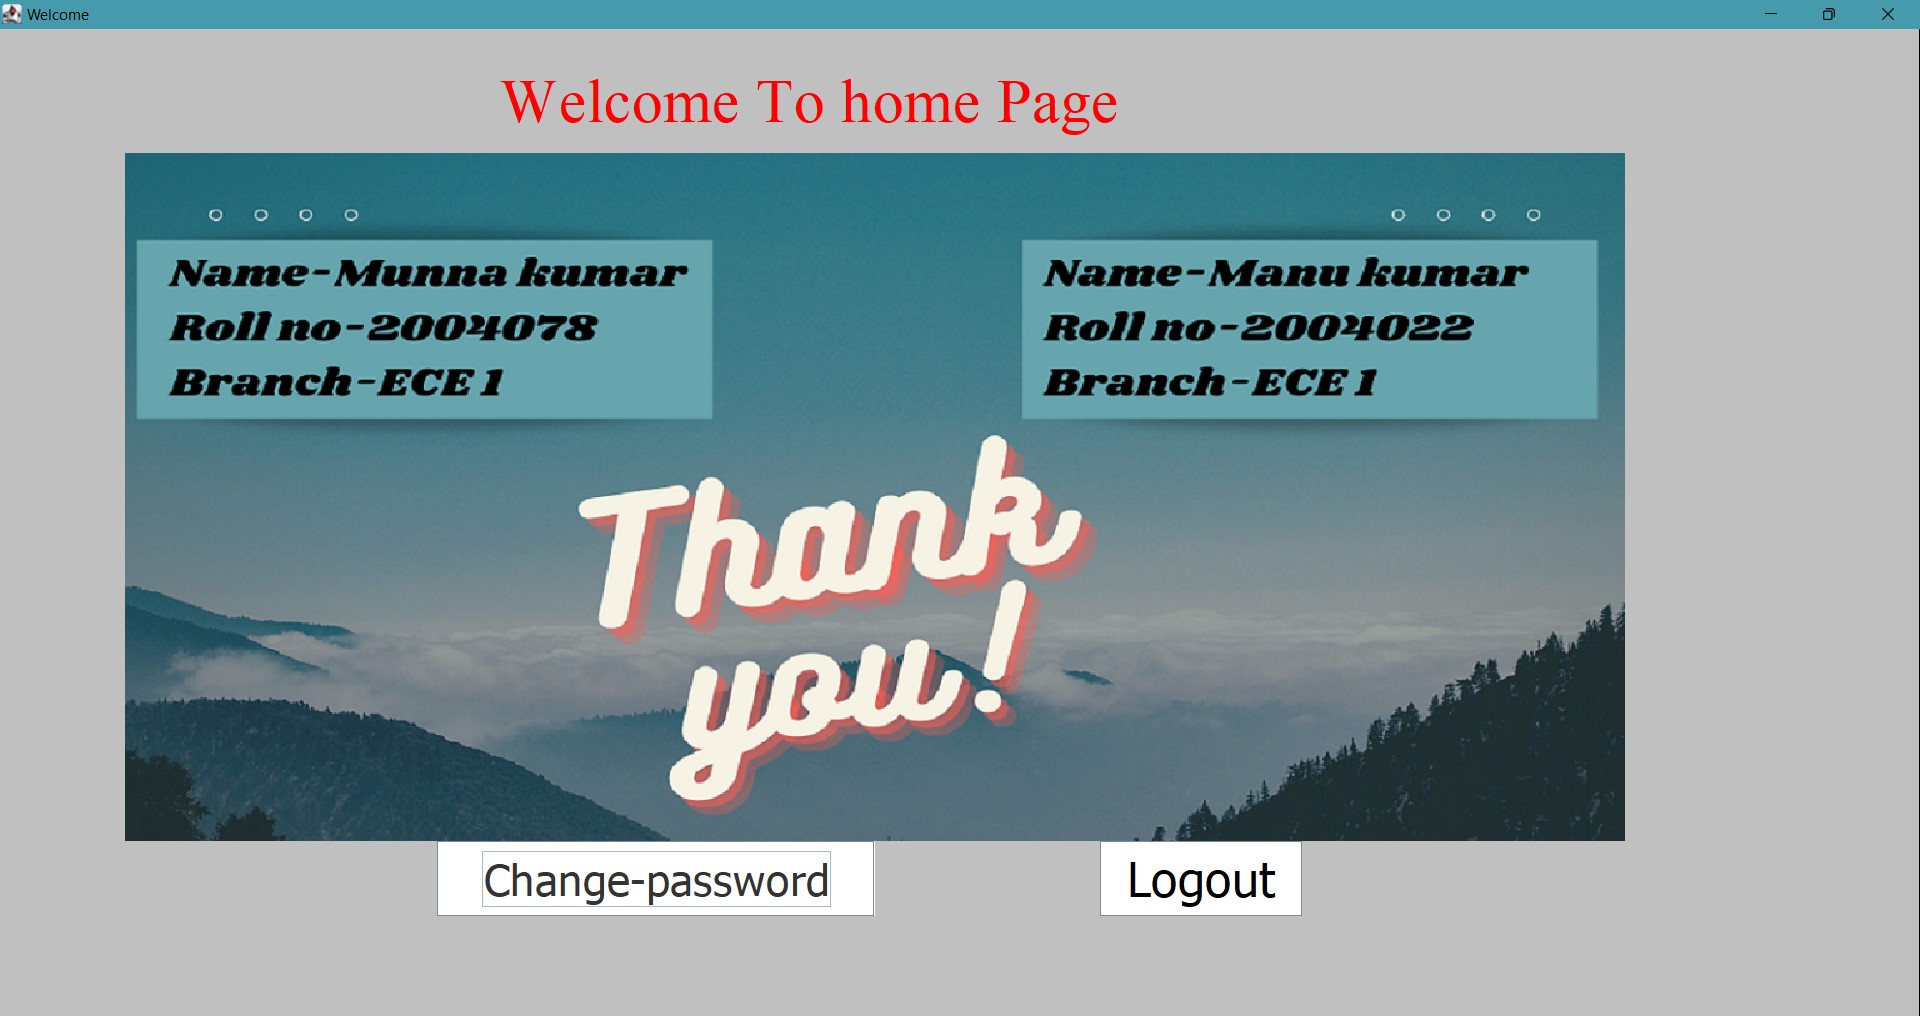 Welcome
Welcome To home Page
Name-Munna kumar
Roll no-2004078
Branch-ECE 1
Name-Manu kumar
Roll no-2004022
Branch-ECE 1
Thank
you!
Change-password
Logout